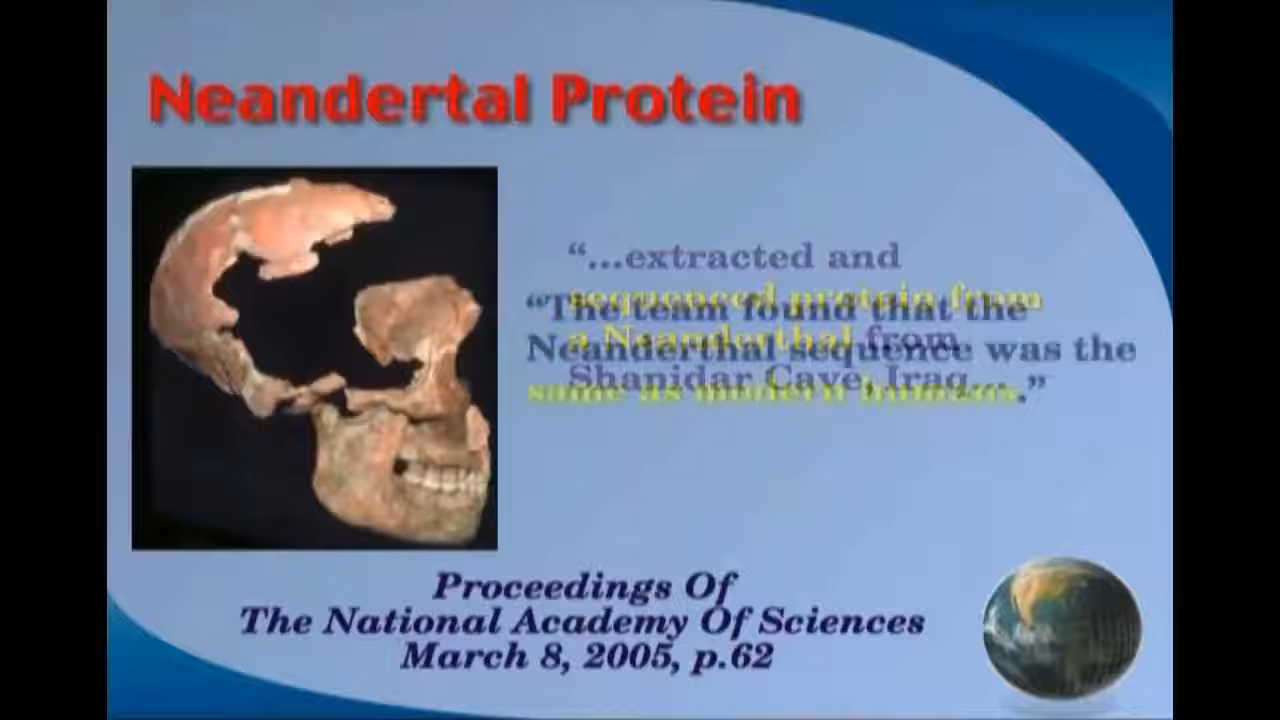 Neandertal Protein
“...extracted and
sequenced protein from
a Neanderthal from
Shanidar Cave, Iraq...”
“The team found that the
Neanderthal sequence was the
same as modern humans.”
Proceedings Of
The National Academy Of Sciences
March 8, 2005, p.62